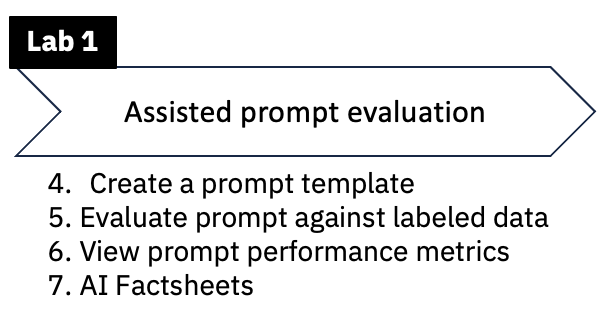 Lab 1
Assisted prompt evaluation
4. Create a prompt template
5. Evaluate prompt against labeled data
6. View prompt performance metrics
7. AI Factsheets